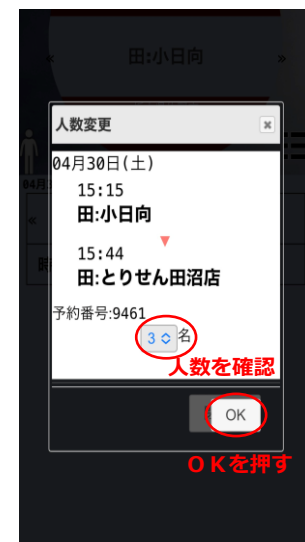 « 田:小日向 »
人数変更 ×
04月30日(土)
15:15
田:小日向
▼
15:44
田:とりせん田沼店
予約番号:9461
3 名
人数を確認
OK
ＯＫを押す